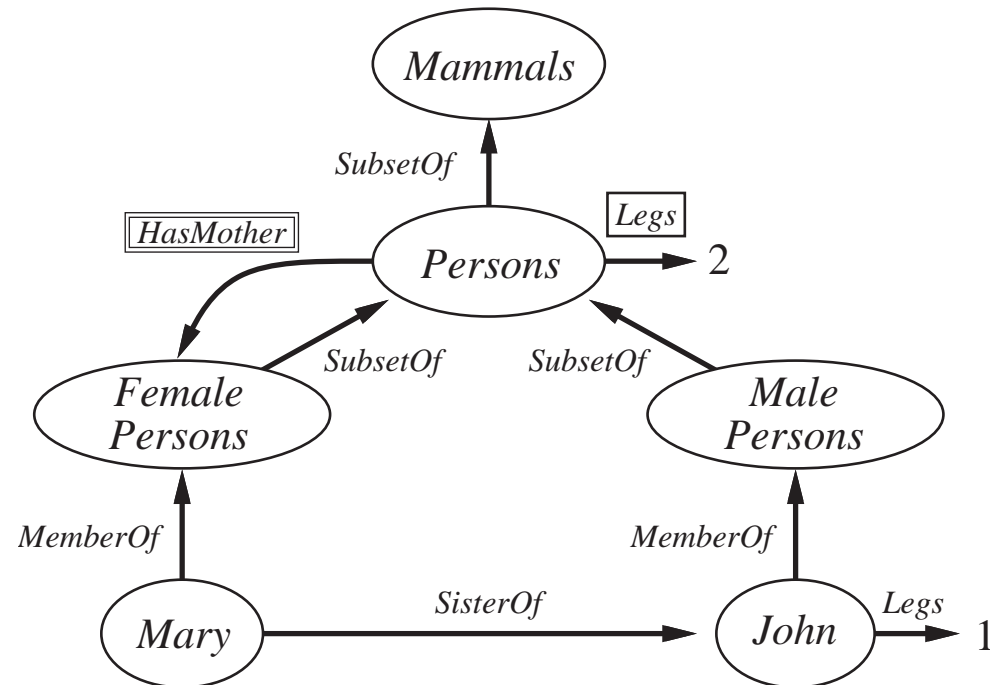 Mammals
SubsetOf
Legs
HasMother
Persons
2
SubsetOf
SubsetOf
Female
Persons
Male
Persons
MemberOf
MemberOf
SisterOf
Legs
Mary
John
1